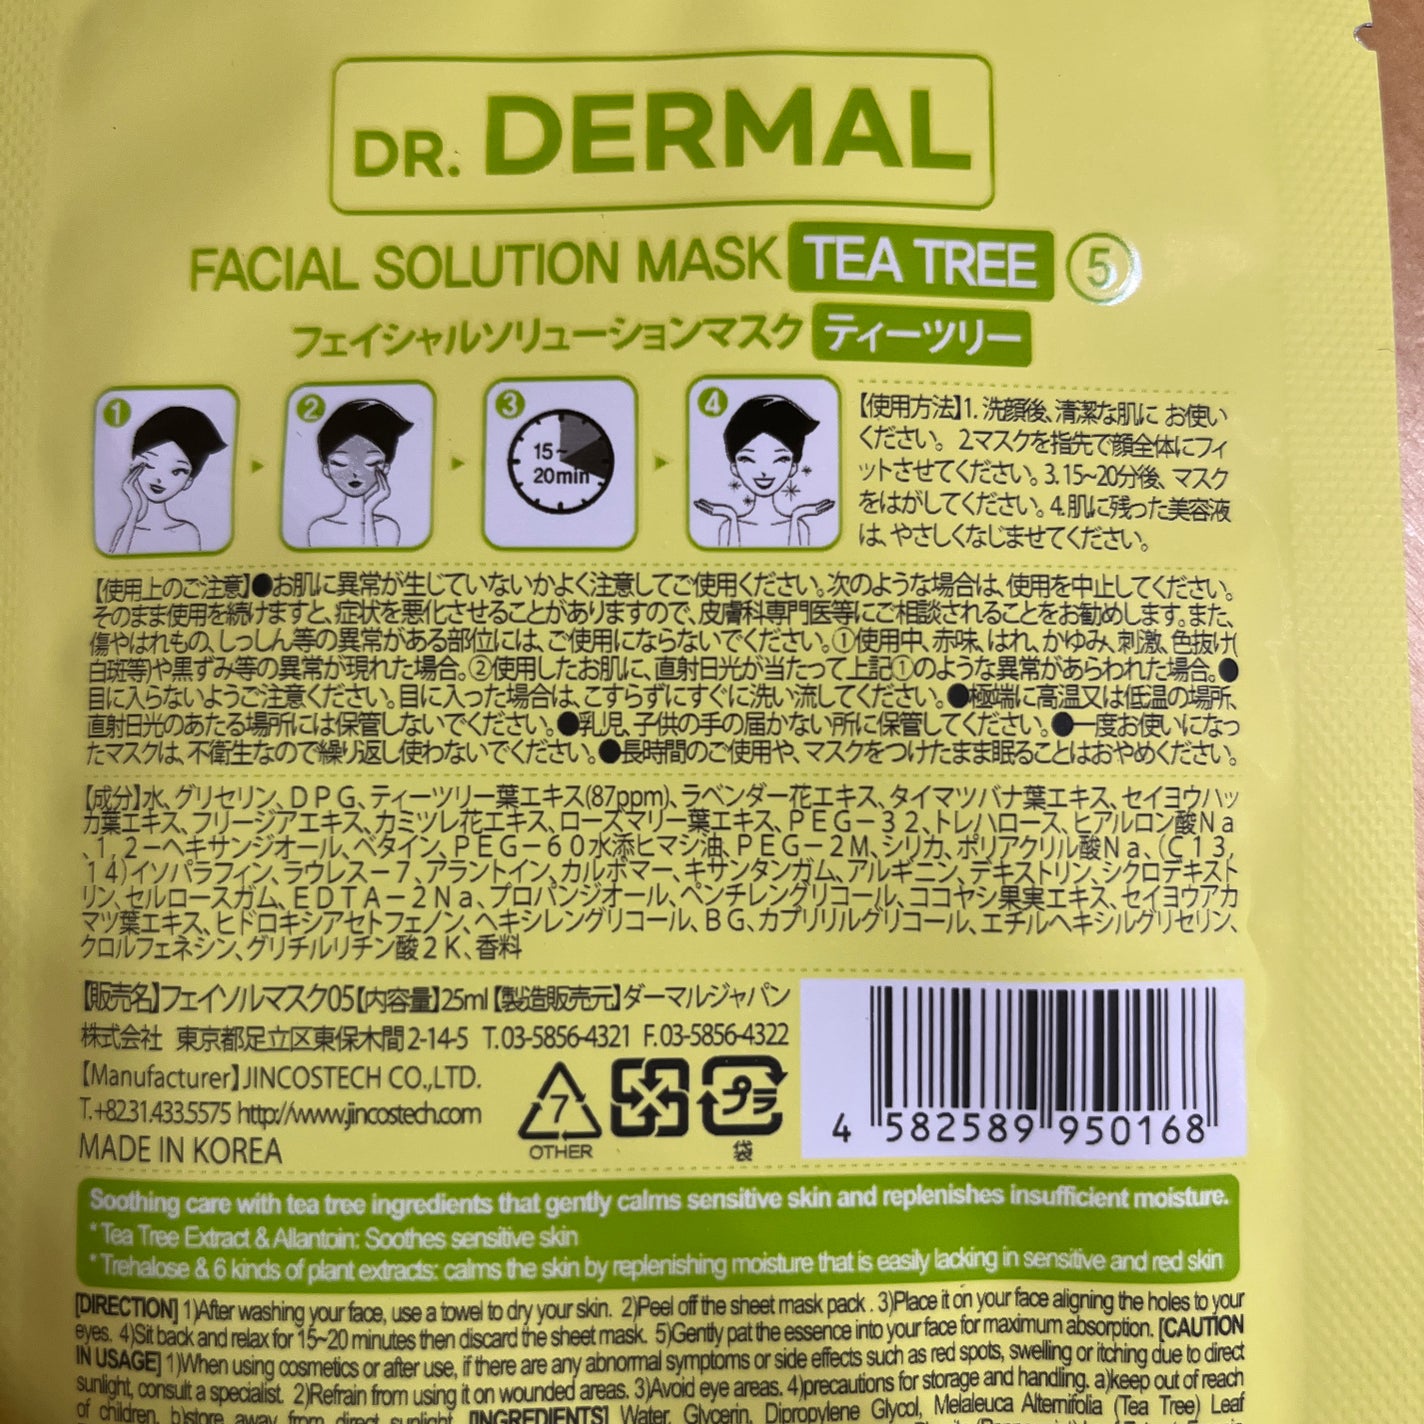 DR. DERMAL
FACIAL SOLUTION MASK TEA TREE ⑤
フェイシャルソリューションマスク ティーツリー
1
2
3
15~
20min
4
【使用方法】1. 洗顔後、清潔な肌に お使い
ください。 2.マスクを指先で顔全体にフィ
ットさせてください。3.15~20分後、マスク
をはがしてください。4.肌に残った美容液
は、やさしくなじませてください。
【使用上のご注意】●お肌に異常が生じていないかよく注意してご使用ください。次のような場合は、使用を中止してください。
そのまま使用を続けますと、症状を悪化させることがありますので、皮膚科専門医等にご相談されることをお勧めします。また、
傷やはれもの、しっしん等の異常がある部位には、ご使用にならないでください。①使用中、赤味、はれ、かゆみ、刺激、色抜け(
白斑等)や黒ずみ等の異常が現れた場合。②使用したお肌に、直射日光が当たって上記①のような異常があらわれた場合。●
目に入らないようご注意ください。目に入った場合は、こすらずにすぐに洗い流してください。●極端に高温又は低温の場所、
直射日光のあたる場所には保管しないでください。●乳児、子供の手の届かない所に保管してください。●一度お使いになっ
たマスクは、不衛生なので繰り返し使わないでください。●長時間のご使用や、マスクをつけたまま眠ることはおやめください。
【成分】水、グリセリン、DPG、ティーツリー葉エキス(87ppm)、ラベンダー花エキス、タイマツバナ葉エキス、セイヨウハッ
カ葉エキス、フリージアエキス、カミツレ花エキス、ローズマリー葉エキス、PEG－32、トレハロース、ヒアルロン酸Na
、1,2－ヘキサンジオール、ベタイン、PEG－60水添ヒマシ油、PEG－2M、シリカ、ポリアクリル酸Na、(C13,
14)イソパラフィン、ラウレス－7、アラントイン、カルボマー、キサンタンガム、アルギニン、デキストリン、シクロデキスト
リン、セルロースガム、EDTA－2Na、プロパンジオール、ペンチレングリコール、ココヤシ果実エキス、セイヨウアカ
マツ葉エキス、ヒドロキシアセトフェノン、ヘキシレングリコール、BG、カプリリルグリコール、エチルヘキシルグリセリン、
クロルフェネシン、グリチルリチン酸2K、香料
【販売名】フェイソルマスク05【内容量】25ml【製造販売元】ダーマルジャパン
株式会社 東京都足立区東保木間2-14-5 T.03-5856-4321 F.03-5856-4322
【Manufacturer】JINCOSTECH CO.,LTD.
T.+82.31.433.5575 http://www.jincostech.com
MADE IN KOREA
7
OTHER
プラ
袋
4 582589 950168
Soothing care with tea tree ingredients that gently calms sensitive skin and replenishes insufficient moisture.
* Tea Tree Extract & Allantoin: Soothes sensitive skin
* Trehalose & 6 kinds of plant extracts: calms the skin by replenishing moisture that is easily lacking in sensitive and red skin
[DIRECTION] 1)After washing your face, use a towel to dry your skin. 2)Peel off the sheet mask pack . 3)Place it on your face aligning the holes to your
eyes. 4)Sit back and relax for 15~20 minutes then discard the sheet mask. 5)Gently pat the essence into your face for maximum absorption. [CAUTION
IN USAGE] 1)When using cosmetics or after use, if there are any abnormal symptoms or side effects such as red spots, swelling or itching due to direct
sunlight, consult a specialist. 2)Refrain from using it on wounded areas. 3)Avoid eye areas. 4)precautions for storage and handling. a)keep out of reach
of children. b)store away from direct sunlight. [INGREDIENTS] Water, Glycerin, Dipropylene Glycol, Melaleuca Alternifolia (Tea Tree) Leaf